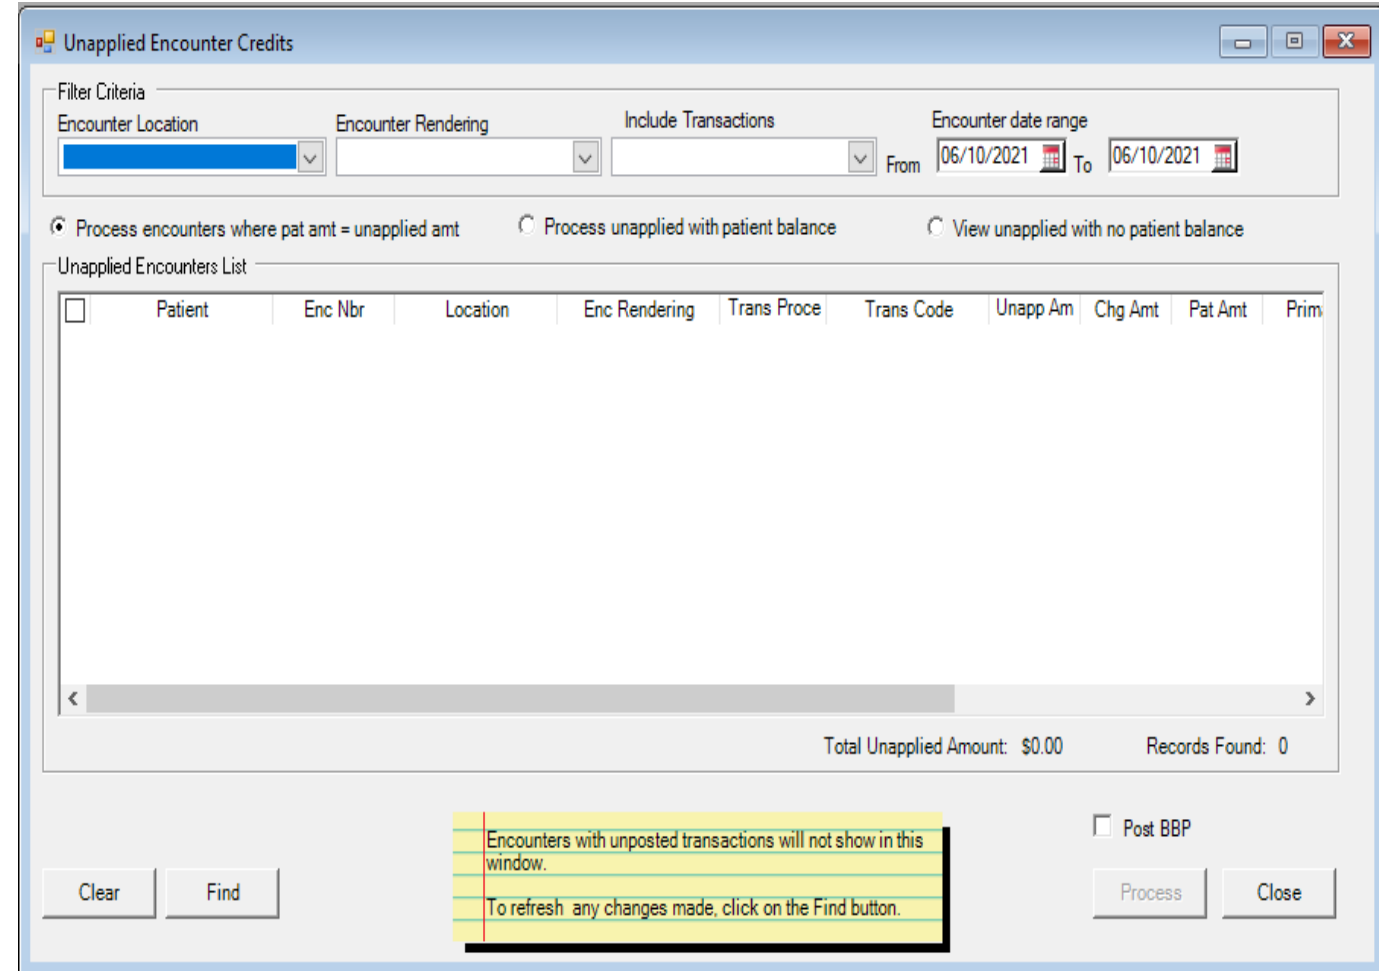 Unapplied Encounter Credits
Filter Criteria
Encounter Location Encounter Rendering Include Transactions Encounter date range
From 06/10/2021 To 06/10/2021
Process encounters where pat amt = unapplied amt Process unapplied with patient balance View unapplied with no patient balance
Unapplied Encounters List
Patient Enc Nbr Location Enc Rendering Trans Proce Trans Code Unapp Am Chg Amt Pat Amt Prim
Total Unapplied Amount: $0.00 Records Found: 0
Encounters with unposted transactions will not show in this
window.
To refresh any changes made, click on the Find button.
Post BBP
Clear Find Process Close